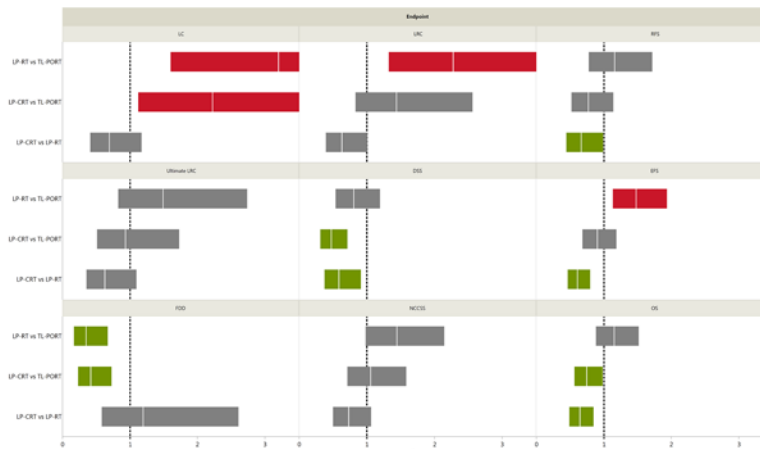 Endpoint
LC LRC RFS
LP-RT vs TL-PORT
LP-CRT vs TL-PORT
LP-CRT vs LP-RT
Ultimate LRC DSS EFS
LP-RT vs TL-PORT
LP-CRT vs TL-PORT
LP-CRT vs LP-RT
FDD NCCSS OS
LP-RT vs TL-PORT
LP-CRT vs TL-PORT
LP-CRT vs LP-RT
0 1 2 3 0 1 2 3 0 1 2 3